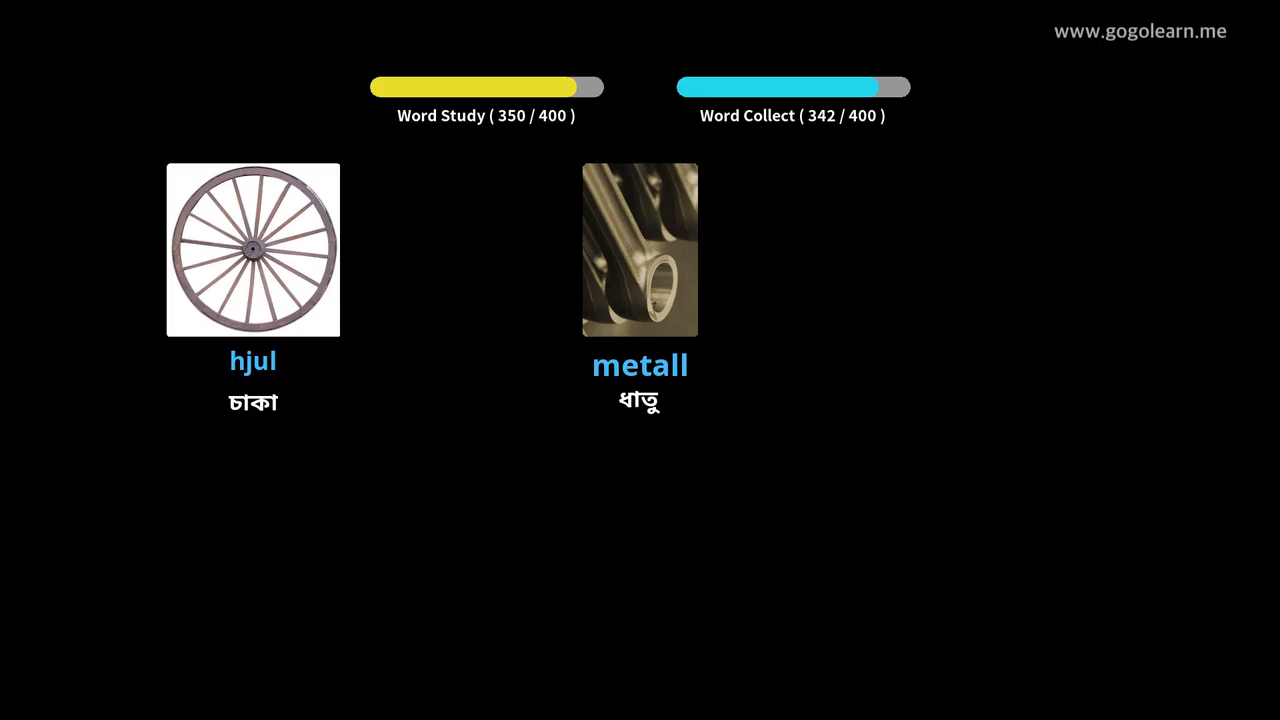 www.gogolearn.me
Word Study ( 350 / 400 )
Word Collect ( 342 / 400 )
hjul
চাকা
metall
ধাতু